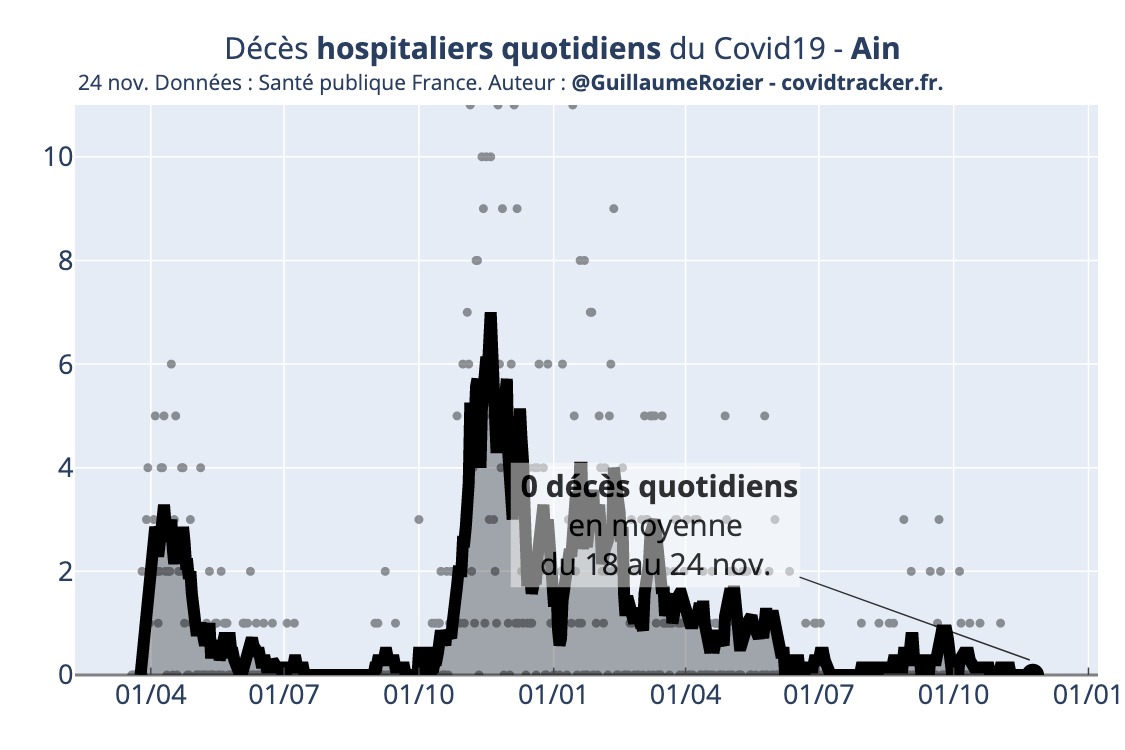 Décès hospitaliers quotidiens du Covid19 - Ain
24 nov. Données : Santé publique France. Auteur : @GuillaumeRozier - covidtracker.fr.
10
8
6
4
2
0
0 décès quotidiens
en moyenne
du 18 au 24 nov.
01/04 01/07 01/10 01/01 01/04 01/07 01/10 01/01